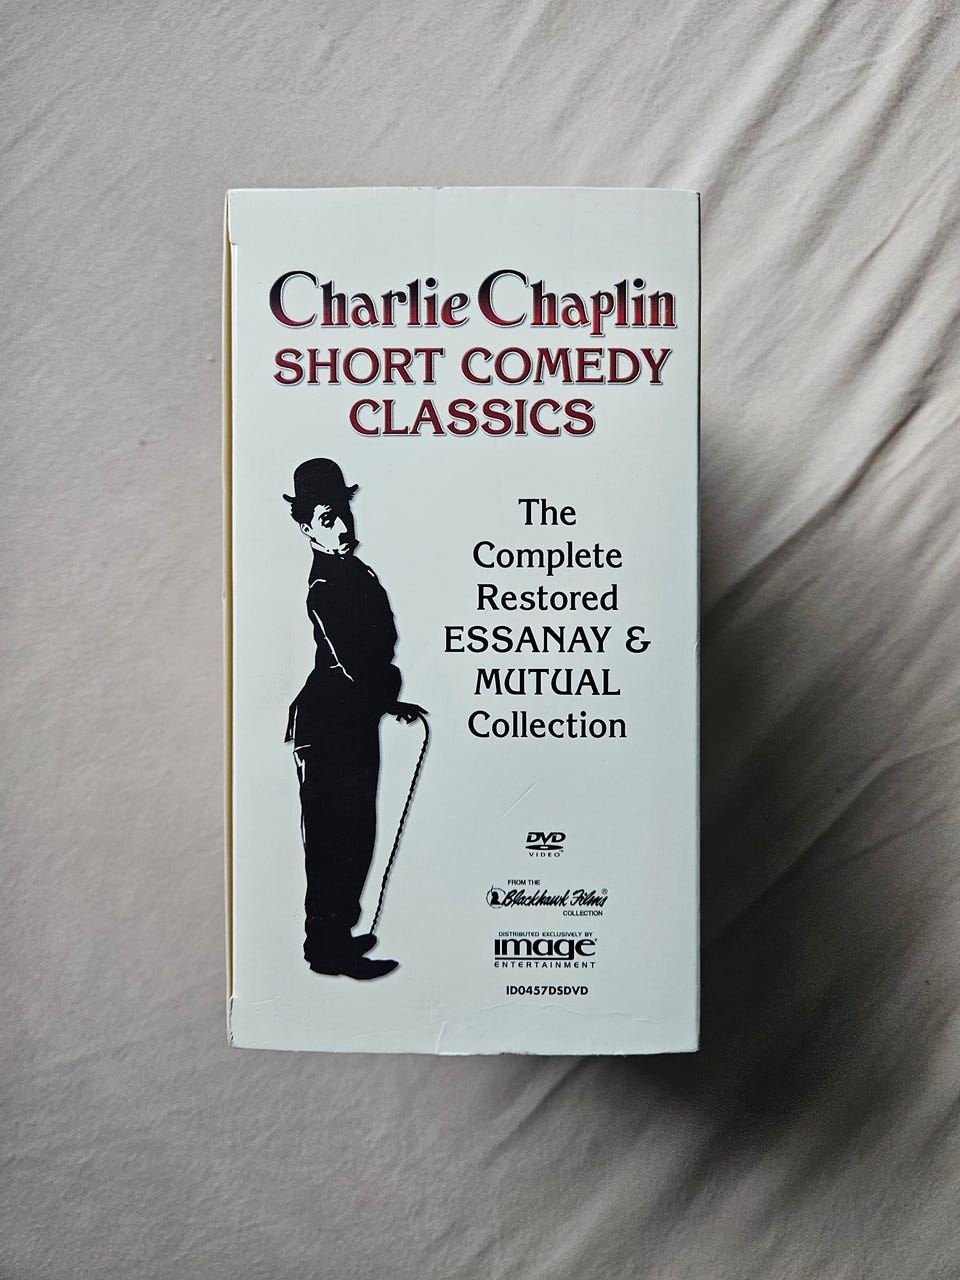 Charlie Chaplin
SHORT COMEDY
CLASSICS
The
Complete
Restored
ESSANAY &
MUTUAL
Collection
DVD
VIDEO™
FROM THE
Blackhawk Films®
COLLECTION
DISTRIBUTED EXCLUSIVELY BY
image®
ENTERTAINMENT
ID0457DSDVD